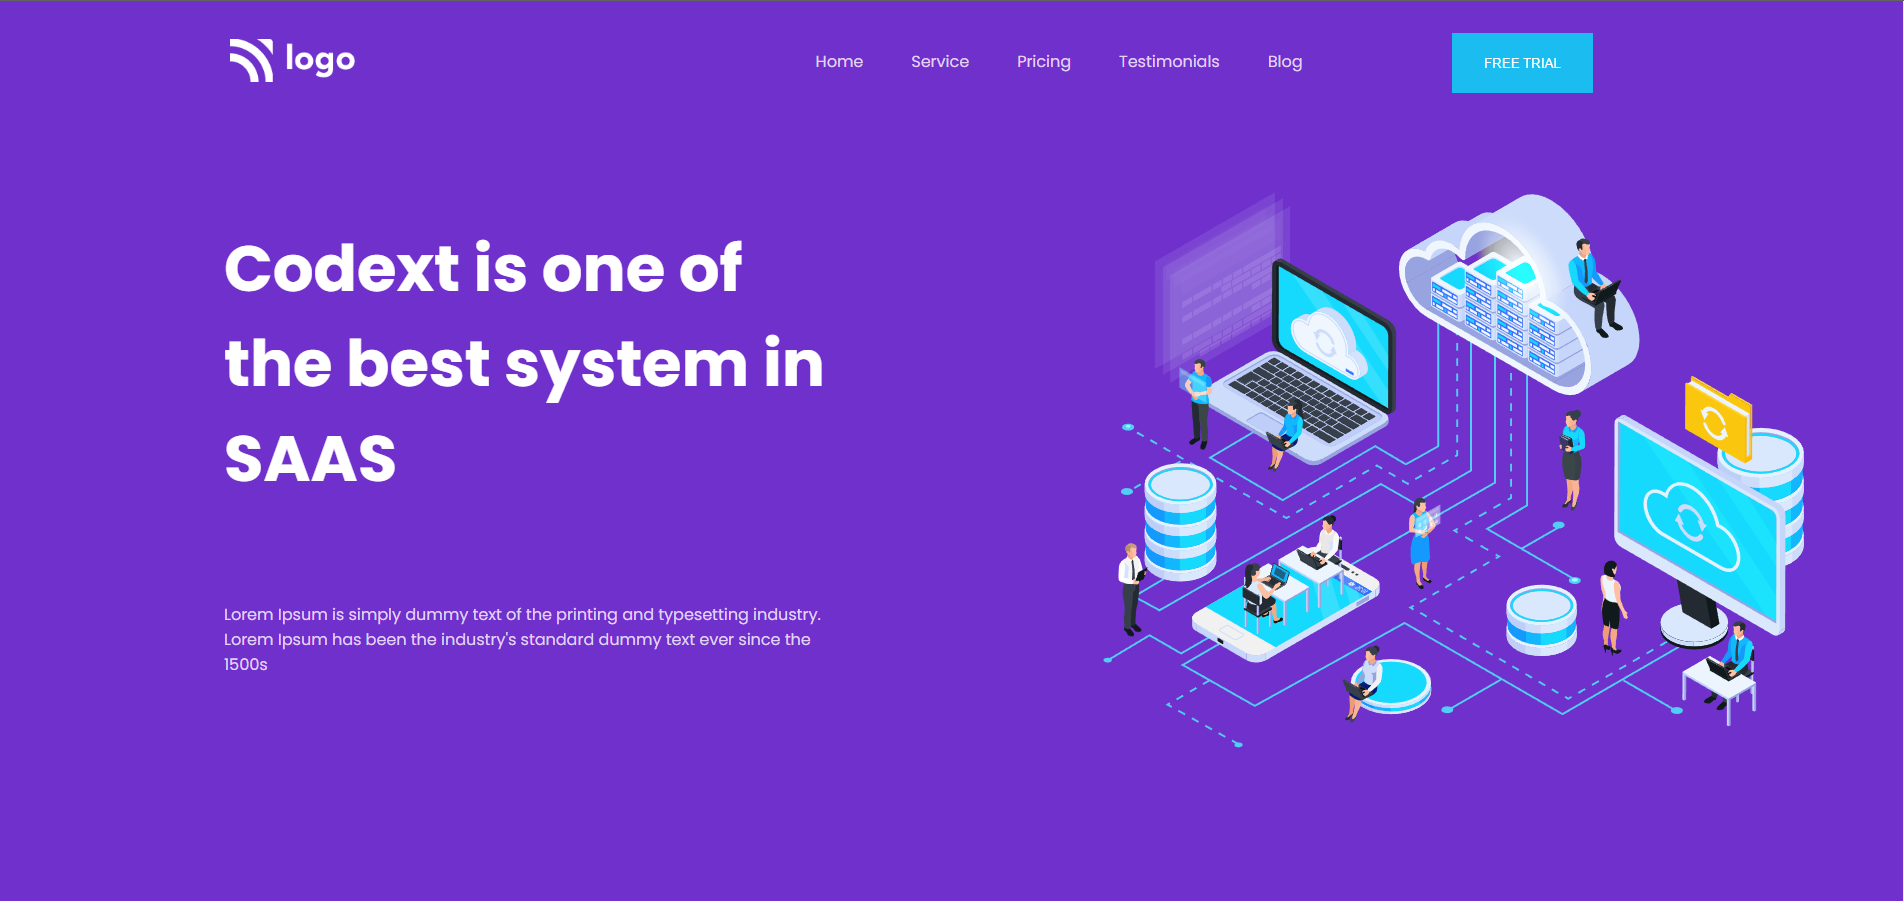 logo
Home Service Pricing Testimonials Blog
FREE TRIAL
Codext is one of
the best system in
SAAS
Lorem Ipsum is simply dummy text of the printing and typesetting industry.
Lorem Ipsum has been the industry's standard dummy text ever since the
1500s